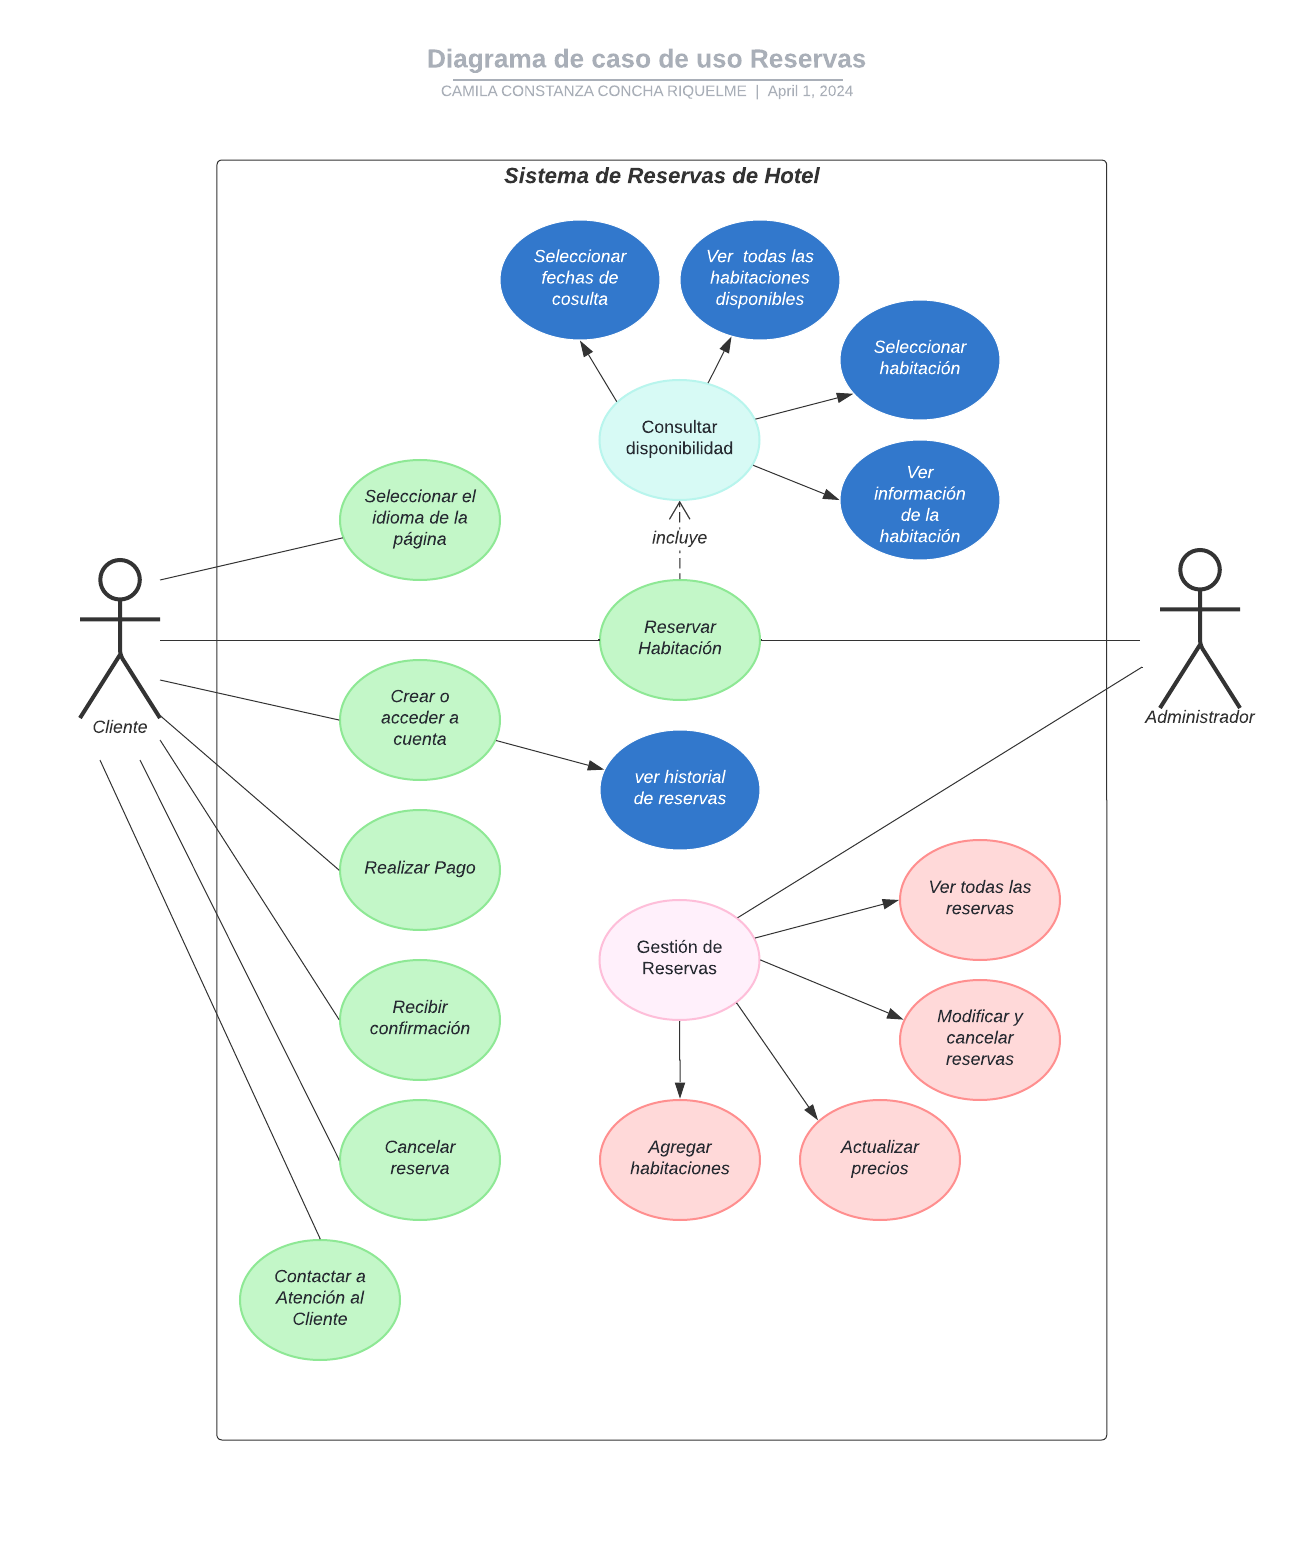 Diagrama de caso de uso Reservas
CAMILA CONSTANZA CONCHA RIQUELME | April 1, 2024
Sistema de Reservas de Hotel
Seleccionar
fechas de
cosulta
Ver todas las
habitaciones
disponibles
Seleccionar
habitación
Consultar
disponibilidad
Ver
información
de la
habitación
Seleccionar el
idioma de la
página
incluye
Reservar
Habitación
Cliente
Administrador
Crear o
acceder a
cuenta
ver historial
de reservas
Realizar Pago
Ver todas las
reservas
Gestión de
Reservas
Recibir
confirmación
Modificar y
cancelar
reservas
Cancelar
reserva
Agregar
habitaciones
Actualizar
precios
Contactar a
Atención al
Cliente